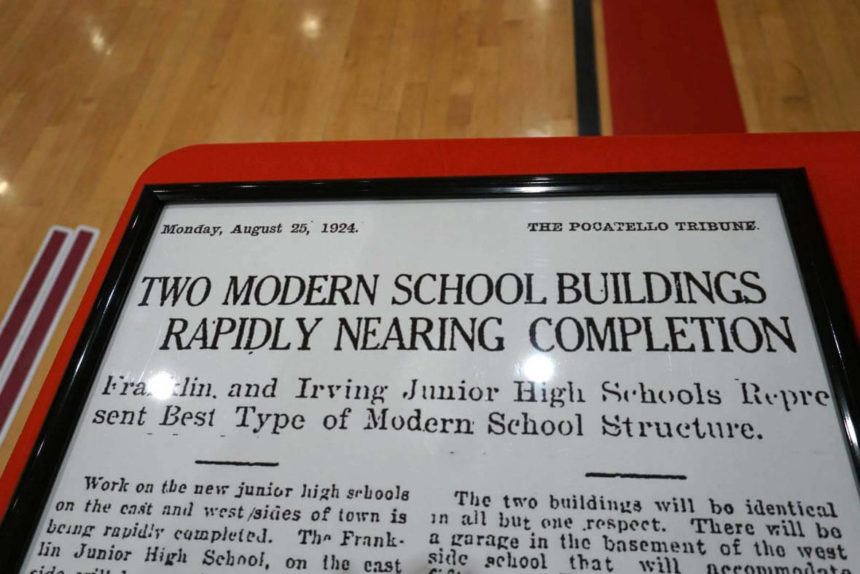 Monday, August 25, 1924.
THE POCATELLO TRIBUNE.
TWO MODERN SCHOOL BUILDINGS
RAPIDLY NEARING COMPLETION
Franklin and Irving Junior High Schools Repre
sent Best Type of Modern School Structure.
Work on the new junior high schools
on the east and west sides of town is
being rapidly completed. The Frank-
lin Junior High School, on the east
side will
The two buildings will be identical
in all but one respect. There will be
a garage in the basement of the west
side school that will accommodate